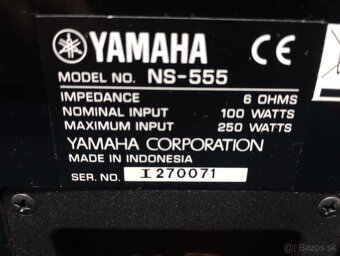 YAMAHA CE
MODEL NO. NS-555
IMPEDANCE 6 OHMS
NOMINAL INPUT 100 WATTS
MAXIMUM INPUT 250 WATTS
YAMAHA CORPORATION
MADE IN INDONESIA
SER. NO. I 270071
Bazos.sk